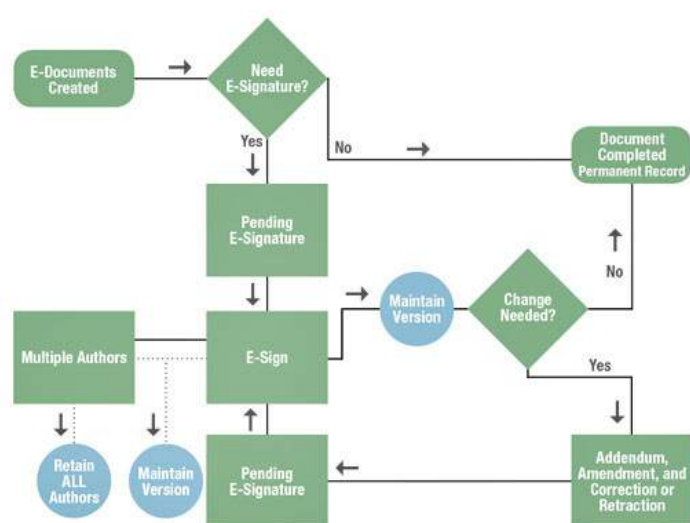 E-Documents
Created
Need
E-Signature?
Yes
No
Document
Completed
Permanent Record
Pending
E-Signature
No
Maintain
Version
Change
Needed?
Multiple Authors
E-Sign
Yes
Retain
ALL
Authors
Maintain
Version
Pending
E-Signature
Addendum,
Amendment, and
Correction or
Retraction